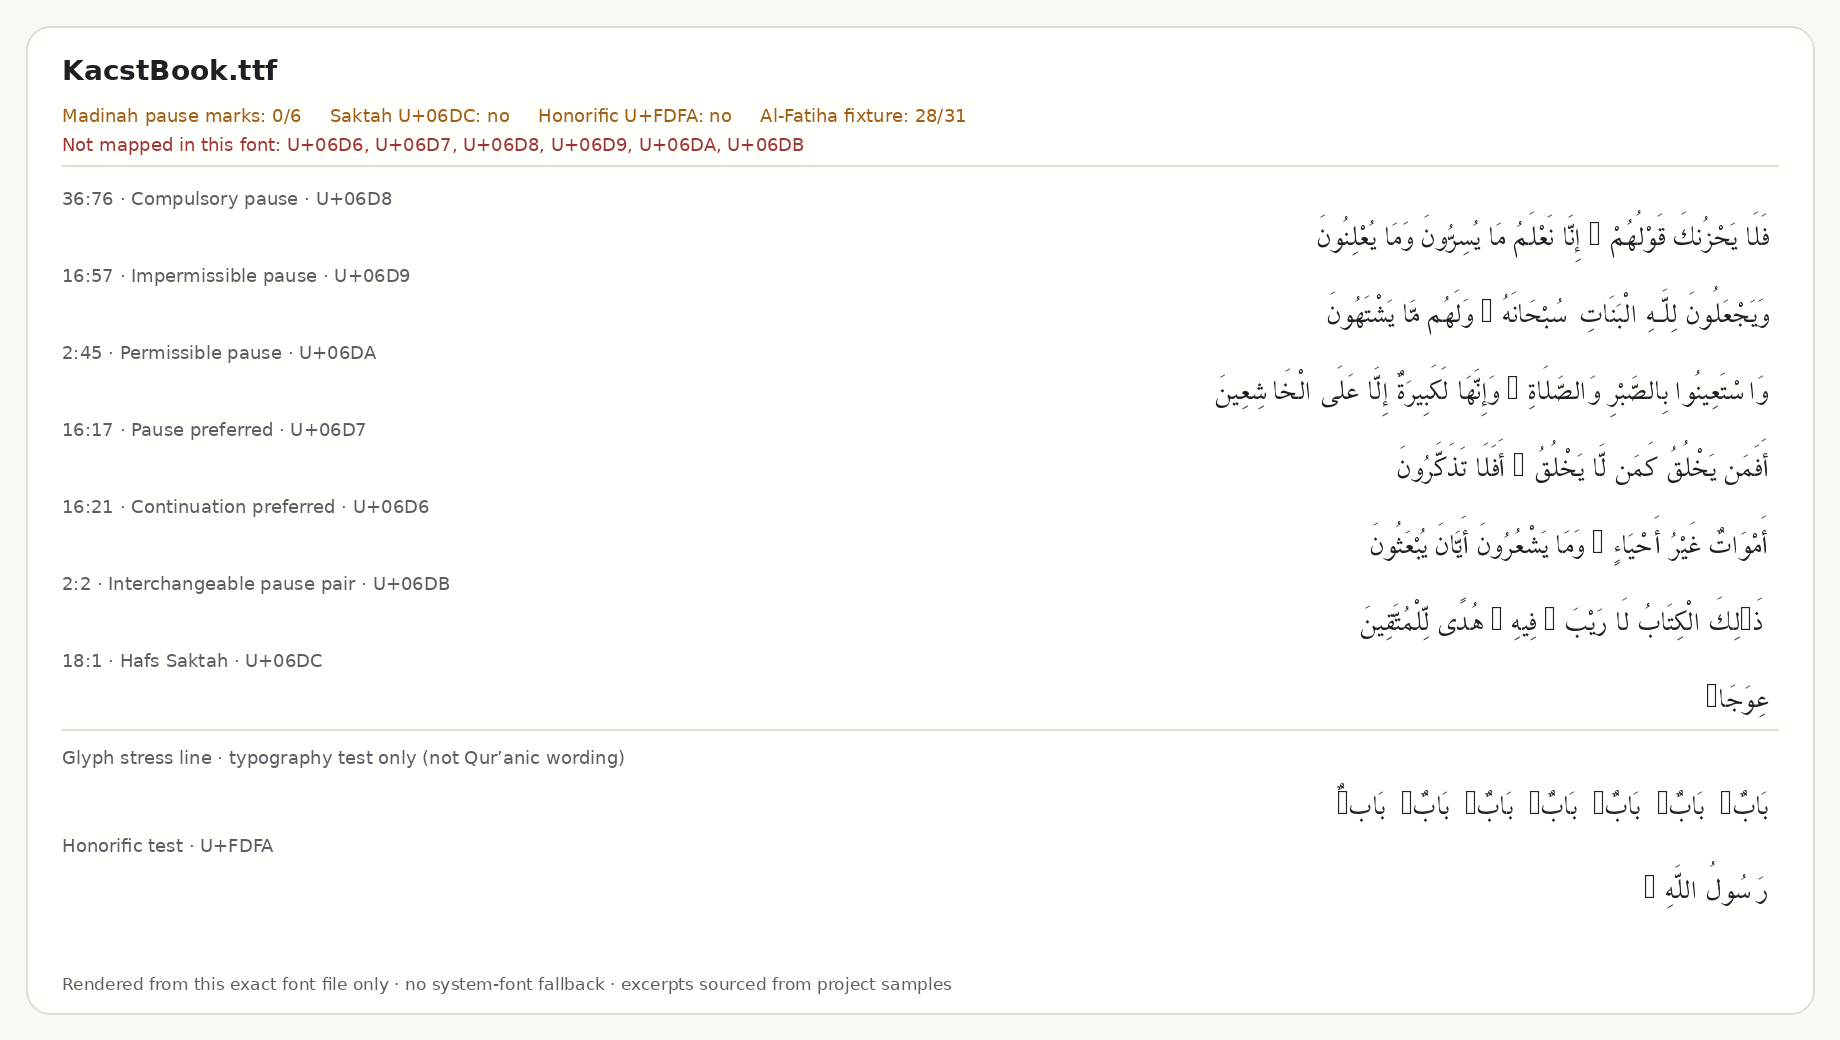 KacstBook.ttf
Madinah pause marks: 0/6 Saktah U+06DC: no Honorific U+FDFA: no Al-Fatiha fixture: 28/31
Not mapped in this font: U+06D6, U+06D7, U+06D8, U+06D9, U+06DA, U+06DB
36:76 · Compulsory pause · U+06D8
فَلَا يَحْزُنكَ قَوْلُهُمْ ▯ إِنَّا نَعْلَمُ مَا يُسِرُّونَ وَمَا يُعْلِنُونَ
16:57 · Impermissible pause · U+06D9
وَيَجْعَلُونَ لِلَّـهِ الْبَنَاتِ سُبْحَانَهُ ▯ وَلَهُم مَّا يَشْتَهُونَ
2:45 · Permissible pause · U+06DA
وَاسْتَعِينُوا بِالصَّبْرِ وَالصَّلَاةِ ▯ وَإِنَّهَا لَكَبِيرَةٌ إِلَّا عَلَى الْخَاشِعِينَ
16:17 · Pause preferred · U+06D7
أَفَمَن يَخْلُقُ كَمَن لَّا يَخْلُقُ ▯ أَفَلَا تَذَكَّرُونَ
16:21 · Continuation preferred · U+06D6
أَمْوَاتٌ غَيْرُ أَحْيَاءٍ ▯ وَمَا يَشْعُرُونَ أَيَّانَ يُبْعَثُونَ
2:2 · Interchangeable pause pair · U+06DB
ذَ▯لِكَ الْكِتَابُ لَا رَيْبَ ▯ فِيهِ ▯ هُدًى لِّلْمُتَّقِينَ
18:1 · Hafs Saktah · U+06DC
عِوَجَا▯
Glyph stress line · typography test only (not Qur’anic wording)
بَابٌ▯ بَابٌ▯ بَابٌ▯ بَابٌ▯ بَابٌ▯ بَابٌ▯ بَاب▯ٌ
Honorific test · U+FDFA
رَسُولُ اللَّهِ ▯
Rendered from this exact font file only · no system-font fallback · excerpts sourced from project samples